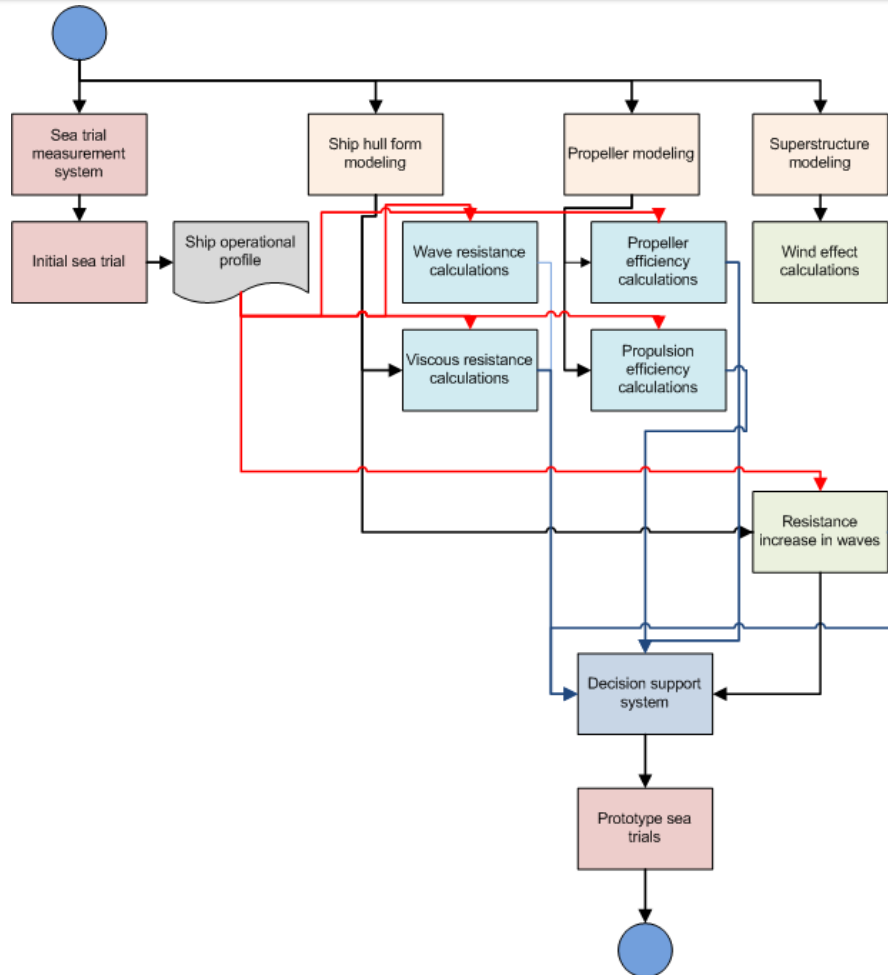 Sea trial
measurement
system
Ship hull form
modeling
Propeller modeling
Superstructure
modeling
Initial sea trial
Ship operational
profile
Wave resistance
calculations
Propeller
efficiency
calculations
Wind effect
calculations
Viscous resistance
calculations
Propulsion
efficiency
calculations
Resistance
increase in waves
Decision support
system
Prototype sea
trials